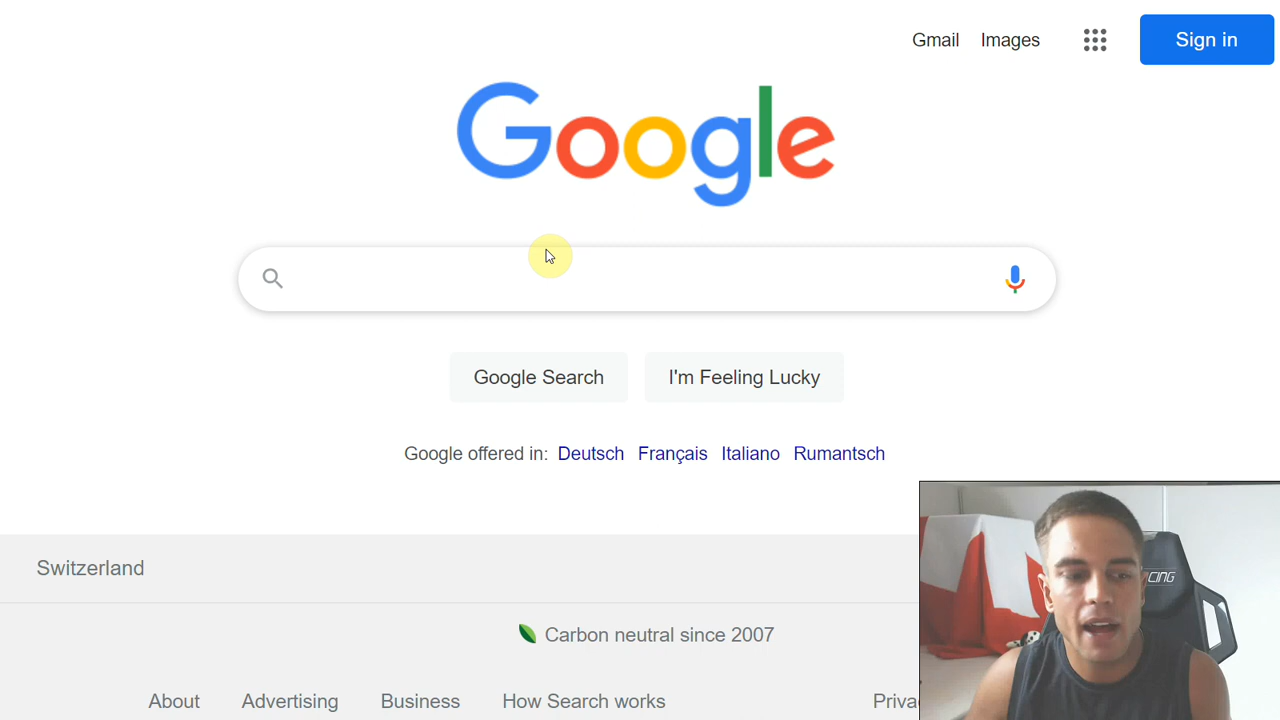 Gmail Images Sign in
Google
Google Search I'm Feeling Lucky
Google offered in: Deutsch Français Italiano Rumantsch
Switzerland
CING
Carbon neutral since 2007
About Advertising Business How Search works